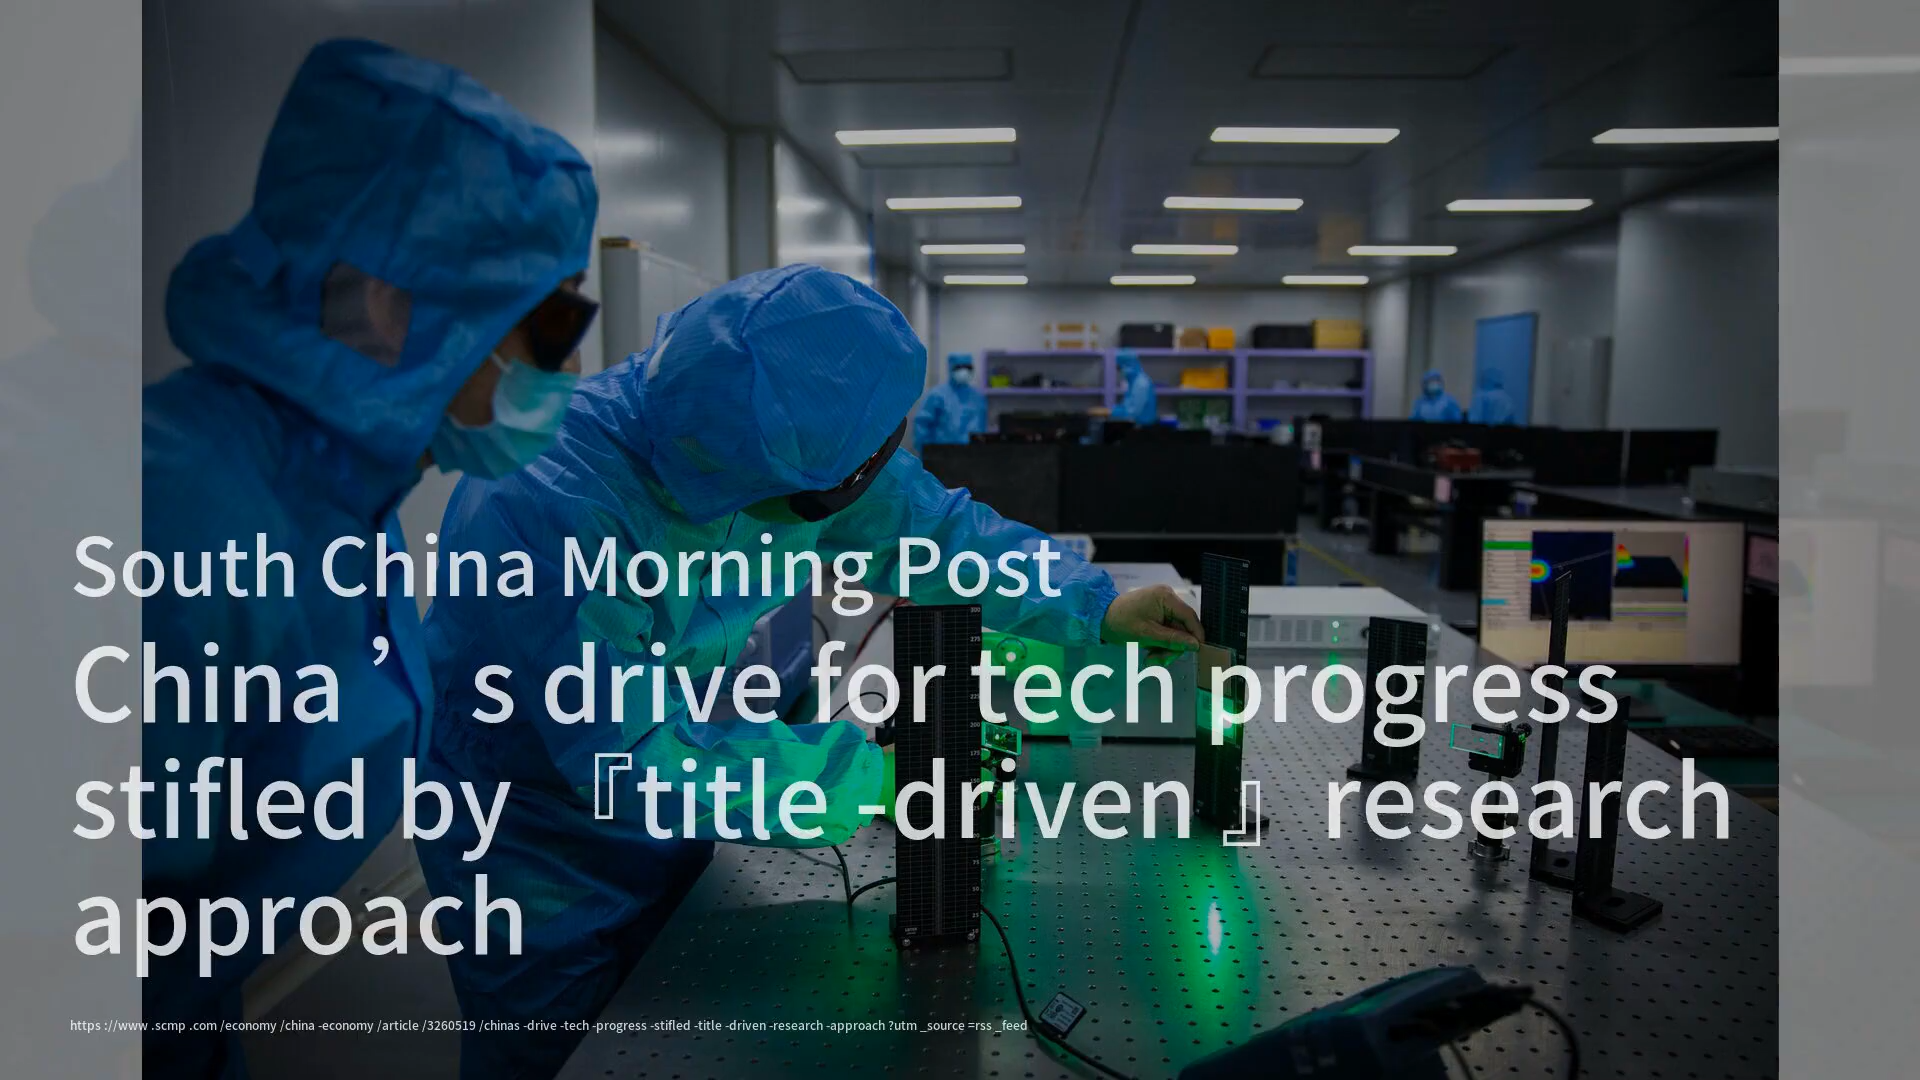 South China Morning Post
China’s drive for tech progress
stifled by 『title -driven』 research
approach
https ://www .scmp .com /economy /china -economy /article /3260519 /chinas -drive -tech -progress -stifled -title -driven -research -approach ?utm _source =rss _feed